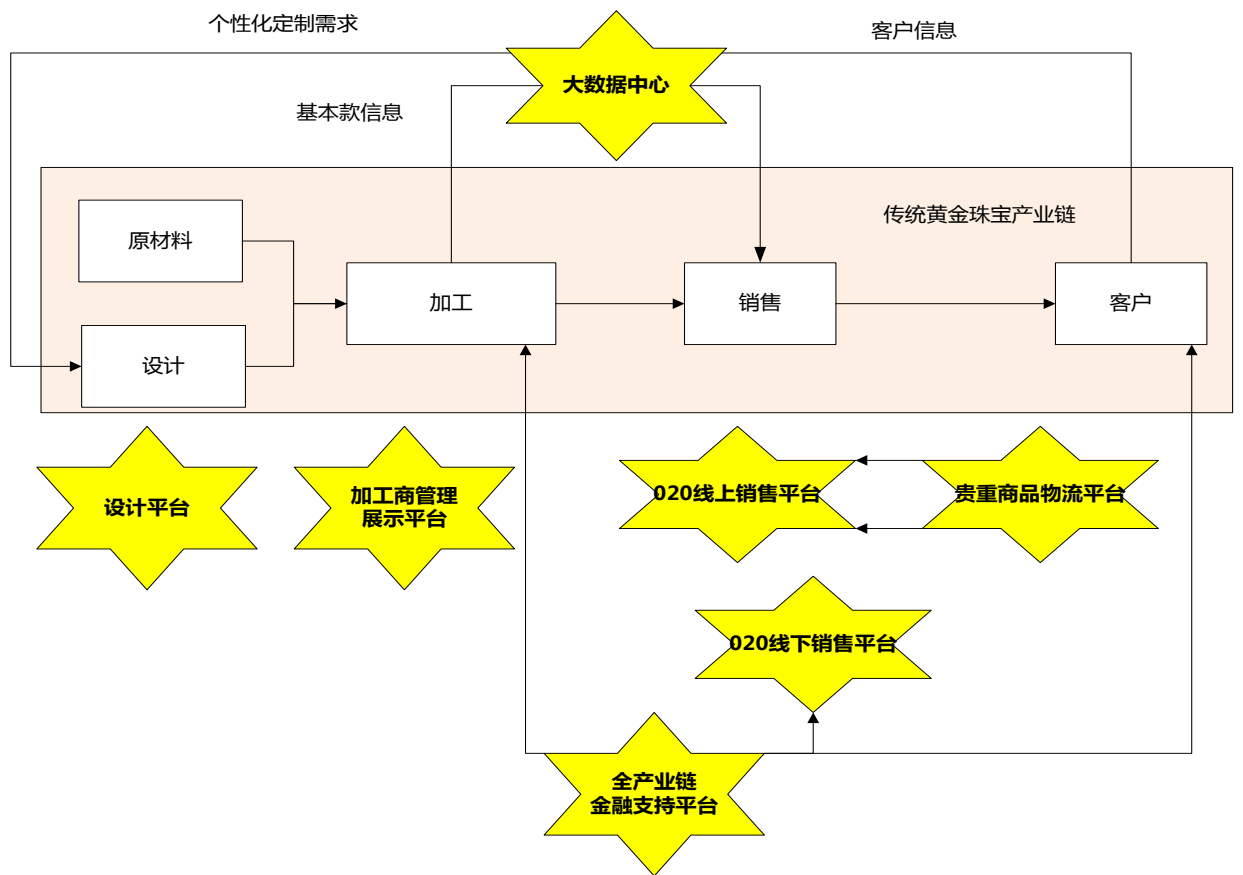 个性化定制需求
客户信息
大数据中心
基本款信息
传统黄金珠宝产业链
原材料
加工
销售
客户
设计
设计平台
加工商管理
展示平台
020线上销售平台
贵重商品物流平台
020线下销售平台
全产业链
金融支持平台